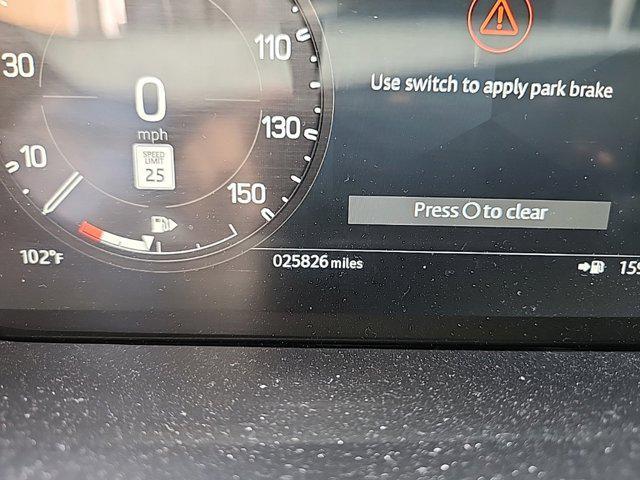 110
30
0
Use switch to apply park brake
mph
130
SPEED
LIMIT
25
10
150
Press O to clear
102°F
025826 miles